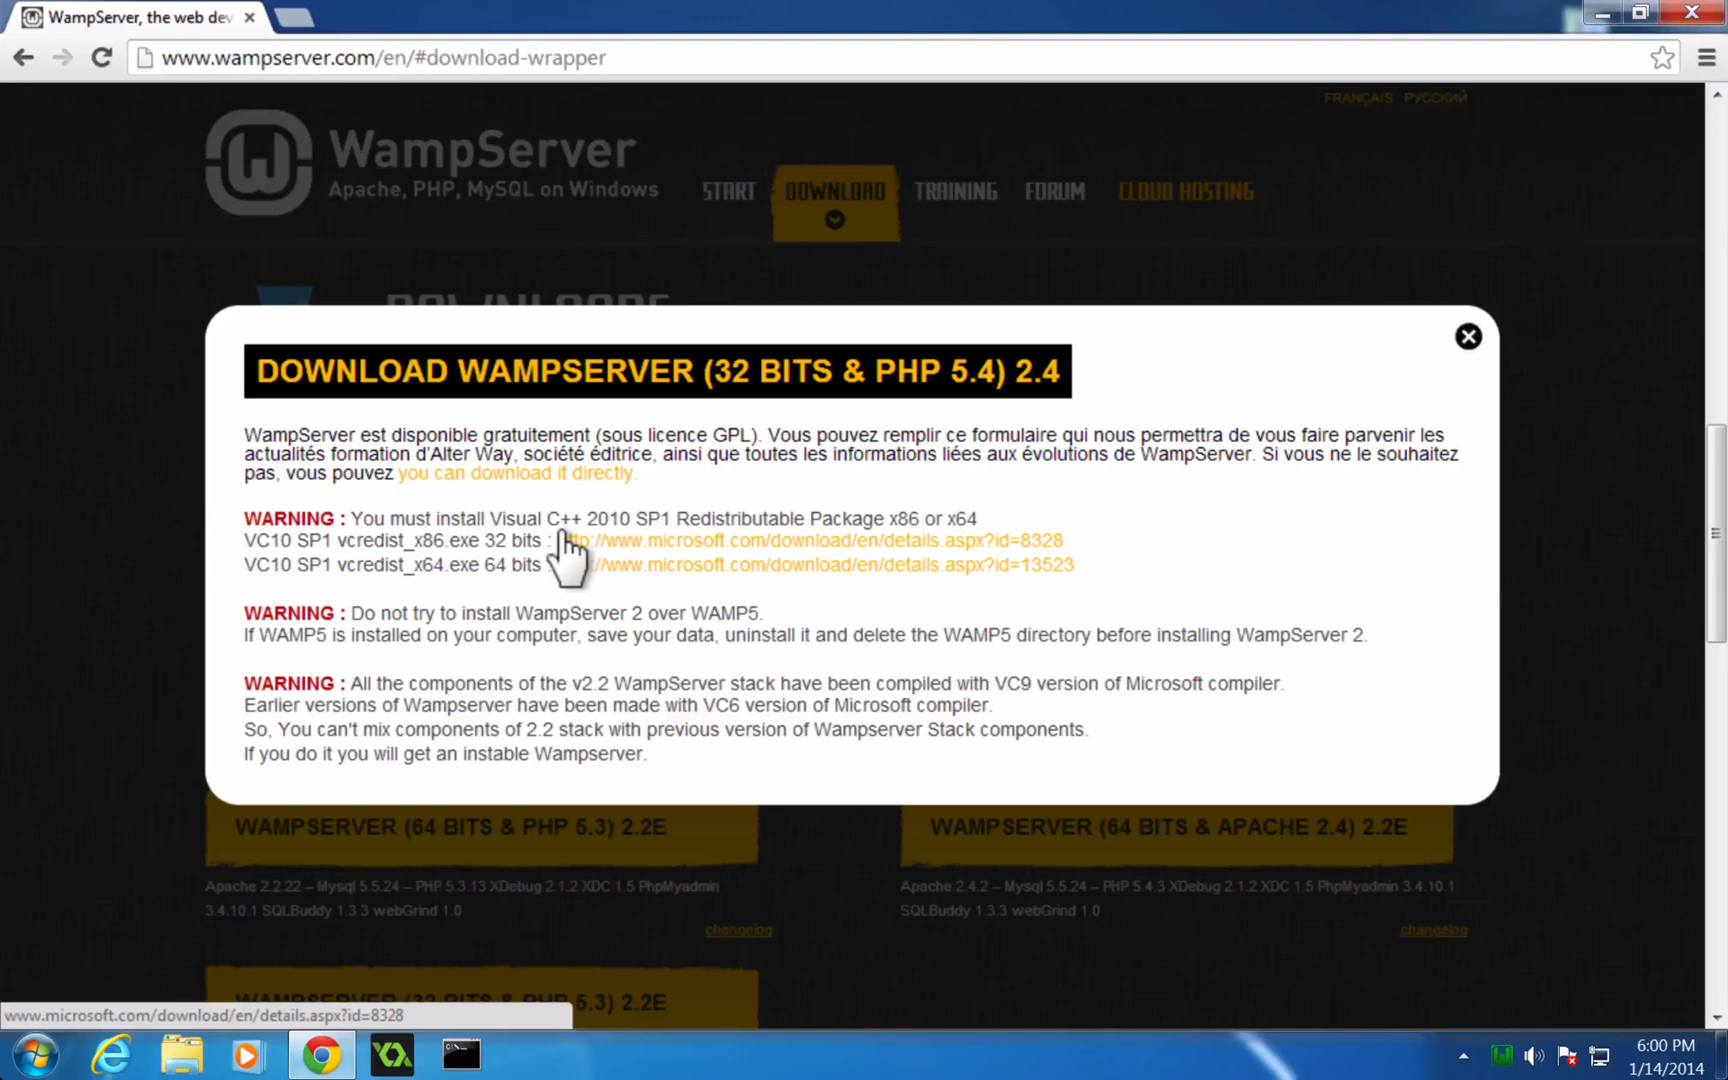 WampServer, the web dev
www.wampserver.com/en/#download-wrapper
FRANÇAIS РУССКИЙ
WampServer
Apache, PHP, MySQL on Windows
START DOWNLOAD TRAINING FORUM CLOUD HOSTING
DOWNLOADS
DOWNLOAD WAMPSERVER (32 BITS & PHP 5.4) 2.4
WampServer est disponible gratuitement (sous licence GPL). Vous pouvez remplir ce formulaire qui nous permettra de vous faire parvenir les
actualités formation d'Alter Way, société éditrice, ainsi que toutes les informations liées aux évolutions de WampServer. Si vous ne le souhaitez
pas, vous pouvez you can download it directly.
WARNING : You must install Visual C++ 2010 SP1 Redistributable Package x86 or x64
VC10 SP1 vcredist_x86.exe 32 bits : http://www.microsoft.com/download/en/details.aspx?id=8328
VC10 SP1 vcredist_x64.exe 64 bits : //www.microsoft.com/download/en/details.aspx?id=13523
WARNING : Do not try to install WampServer 2 over WAMP5.
If WAMP5 is installed on your computer, save your data, uninstall it and delete the WAMP5 directory before installing WampServer 2.
WARNING : All the components of the v2.2 WampServer stack have been compiled with VC9 version of Microsoft compiler.
Earlier versions of Wampserver have been made with VC6 version of Microsoft compiler.
So, You can't mix components of 2.2 stack with previous version of Wampserver Stack components.
If you do it you will get an instable Wampserver.
WAMPSERVER (64 BITS & PHP 5.3) 2.2E
Apache 2.2.22 – Mysql 5.5.24 – PHP 5.3.13 XDebug 2.1.2 XDC 1.5 PhpMyadmin
3.4.10.1 SQLBuddy 1.3.3 webGrind 1.0
changelog
WAMPSERVER (64 BITS & APACHE 2.4) 2.2E
Apache 2.4.2 – Mysql 5.5.24 – PHP 5.4.3 XDebug 2.1.2 XDC 1.5 PhpMyadmin 3.4.10.1
SQLBuddy 1.3.3 webGrind 1.0
changelog
WAMPSERVER (32 BITS & PHP 5.3) 2.2E
www.microsoft.com/download/en/details.aspx?id=8328
6:00 PM
1/14/2014